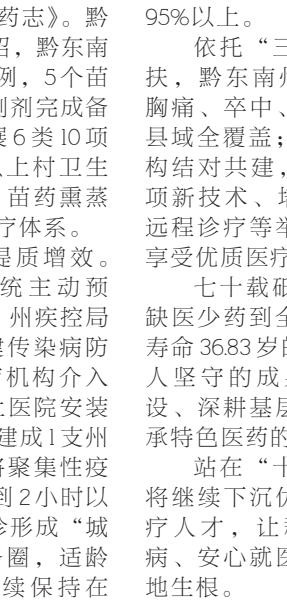 药志》。黔
绍，黔东南
例，5个苗
制剂完成备
展6类10项
以上村卫生
苗药熏蒸
疗体系。
提质增效。
统主动预
州疾控局
建传染病防
疗机构介入
上医院安装
建成1支州
将聚集性疫
到2小时以
诊形成“城
圈，适龄
续保持在
95%以上。
依托“三
扶，黔东南州
胸痛、卒中、
县域全覆盖；
构结对共建，
项新技术、培
远程诊疗等举
享受优质医疗
七十载砥
缺医少药到全
寿命36.83岁的
人坚守的成
设、深耕基层
承特色医药的
站在“十
将继续下沉优
疗人才，让
病、安心就医
地生根。